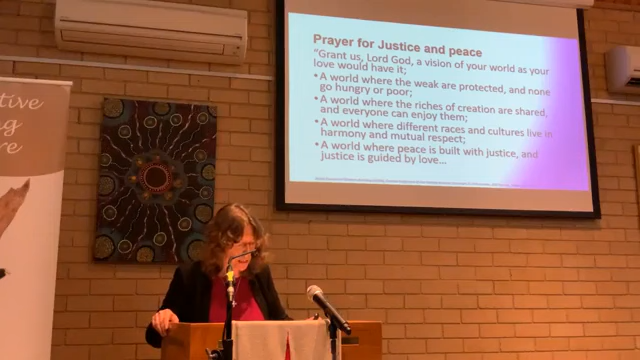 Prayer for Justice and peace
“Grant us, Lord God, a vision of your world as your
love would have it;
• A world where the weak are protected, and none
go hungry or poor;
• A world where the riches of creation are shared,
and everyone can enjoy them;
• A world where different races and cultures live in
harmony and mutual respect;
• A world where peace is built with justice, and
justice is guided by love...